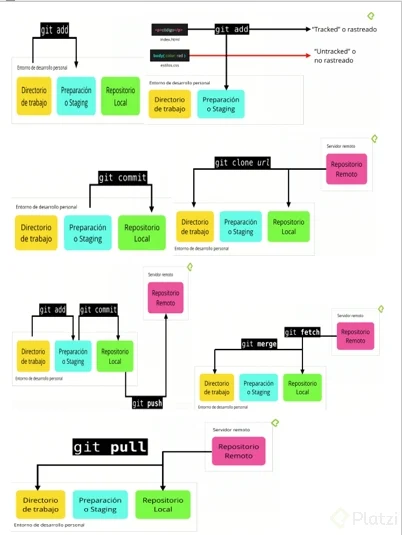 git add
Entorno de desarrollo personal
Directorio
de trabajo
Preparación
o Staging
Repositorio
Local
index.html
git add
"Tracked" o rastreado
estilos.css
"Untracked" o
no rastreado
Entorno de desarrollo personal
Directorio
de trabajo
Preparación
o Staging
git commit
Entorno de desarrollo personal
Directorio
de trabajo
Preparación
o Staging
Repositorio
Local
git clone url
Servidor remoto
Repositorio
Remoto
Directorio
de trabajo
Preparación
o Staging
Repositorio
Local
Entorno de desarrollo personal
Servidor remoto
Repositorio
Remoto
git add
git commit
Directorio
de trabajo
Preparación
o Staging
Repositorio
Local
Entorno de desarrollo personal
git push
Servidor remoto
git fetch
Repositorio
Remoto
git merge
Directorio
de trabajo
Preparación
o Staging
Repositorio
Local
Entorno de desarrollo personal
git pull
Servidor remoto
Repositorio
Remoto
Directorio
de trabajo
Preparación
o Staging
Repositorio
Local
Entorno de desarrollo personal
Platzi